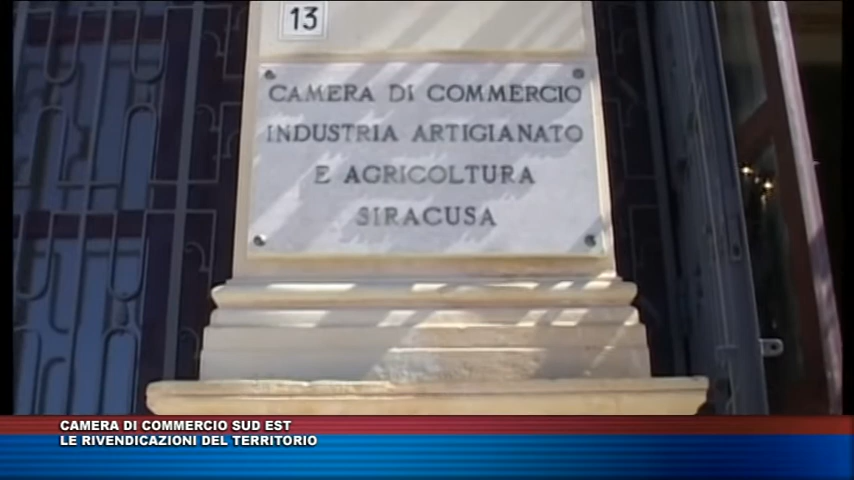 13
CAMERA DI COMMERCIO
INDUSTRIA ARTIGIANATO
E AGRICOLTURA
SIRACUSA
CAMERA DI COMMERCIO SUD EST
LE RIVENDICAZIONI DEL TERRITORIO